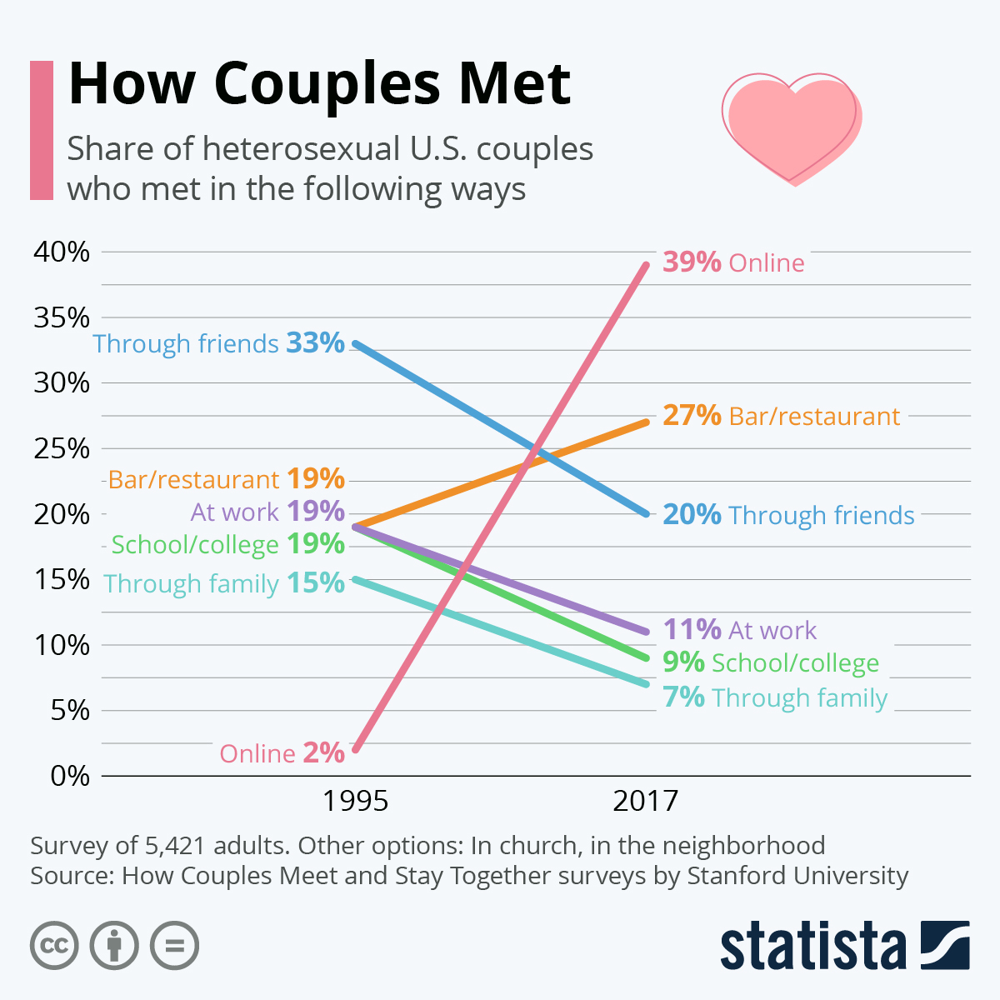 How Couples Met
Share of heterosexual U.S. couples
who met in the following ways
40%
35%
30%
25%
20%
15%
10%
5%
0%
Through friends 33%
Bar/restaurant 19%
At work 19%
School/college 19%
Through family 15%
Online 2%
39% Online
27% Bar/restaurant
20% Through friends
11% At work
9% School/college
7% Through family
1995
2017
Survey of 5,421 adults. Other options: In church, in the neighborhood
Source: How Couples Meet and Stay Together surveys by Stanford University
cc
statista